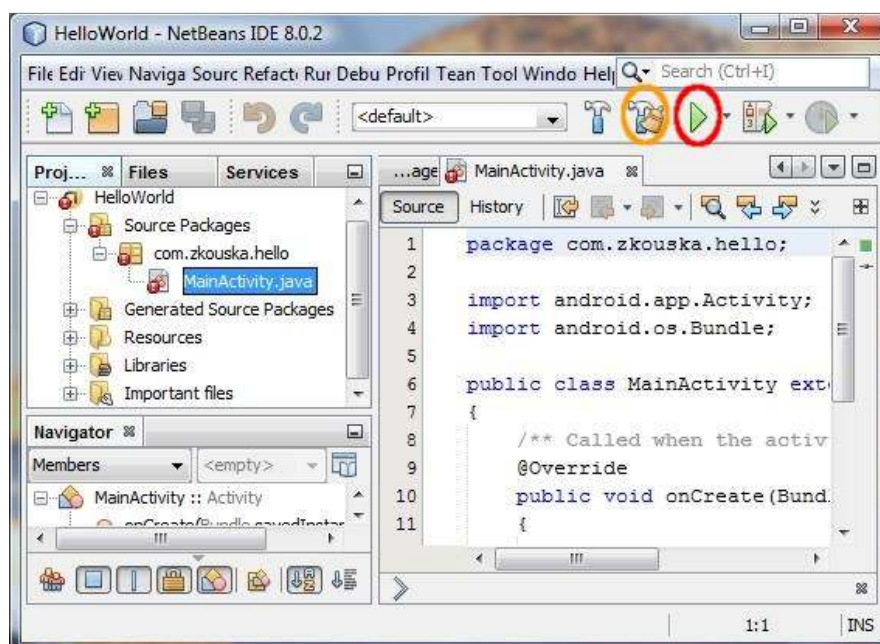 HelloWorld - NetBeans IDE 8.0.2
File Edit View Naviga Sourc Refact Run Debu Profil Tean Tool Windo Help Search (Ctrl+I)
<default>
Proj... Files Services
HelloWorld
Source Packages
com.zkouska.hello
MainActivity.java
Generated Source Packages
Resources
Libraries
Important files
Navigator
Members <empty>
MainActivity :: Activity
...age MainActivity.java
Source History
1 package com.zkouska.hello;
2
3 import android.app.Activity;
4 import android.os.Bundle;
5
6 public class MainActivity ext
7 {
8 /** Called when the activ
9 @Override
10 public void onCreate(Bund
11 {
1:1 INS